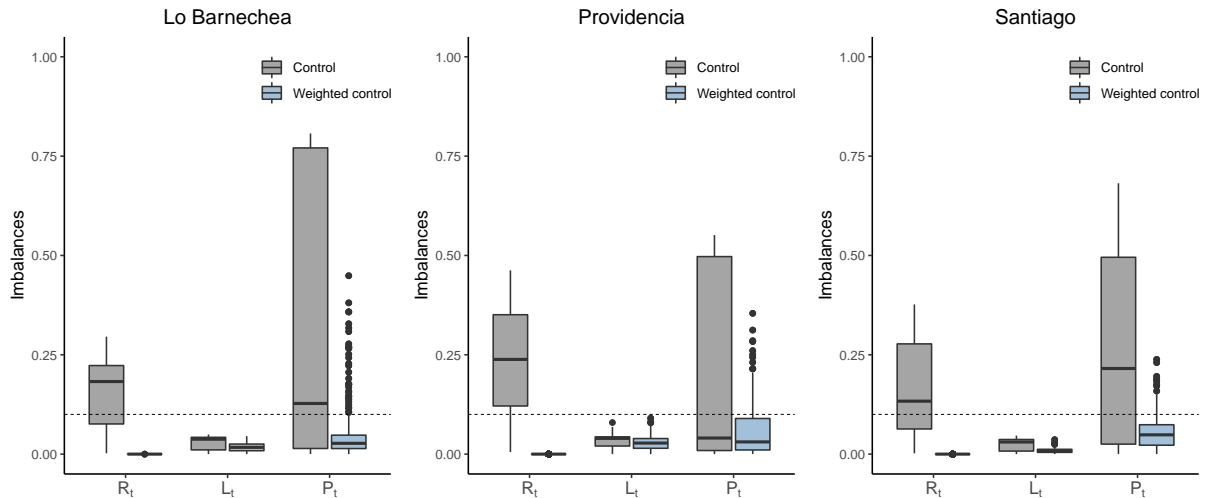 Lo Barnechea
Imbalances
1.00
0.75
0.50
0.25
0.00
Control
Weighted control
Rt
Lt
Pt
Providencia
Imbalances
1.00
0.75
0.50
0.25
0.00
Control
Weighted control
Rt
Lt
Pt
Santiago
Imbalances
1.00
0.75
0.50
0.25
0.00
Control
Weighted control
Rt
Lt
Pt